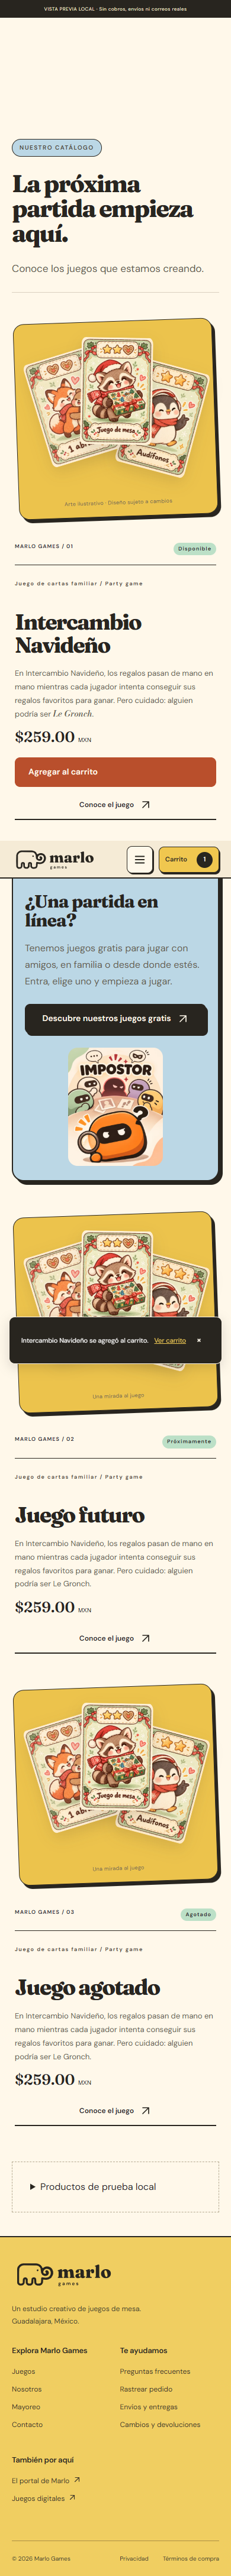 VISTA PREVIA LOCAL · Sin cobros, envíos ni correos reales
NUESTRO CATÁLOGO
La próxima
partida empieza
aquí.
Conoce los juegos que estamos creando.
Juego de mesa
1 abr
Audífonos
Arte ilustrativo · Diseño sujeto a cambios
MARLO GAMES / 01
Disponible
Juego de cartas familiar / Party game
Intercambio
Navideño
En Intercambio Navideño, los regalos pasan de mano en
mano mientras cada jugador intenta conseguir sus
regalos favoritos para ganar. Pero cuidado: alguien
podría ser Le Gronch.
$259.00 MXN
Agregar al carrito
Conoce el juego
marlo
games
Carrito 1
¿Una partida en
línea?
Tenemos juegos gratis para jugar con
amigos, en familia o desde donde estés.
Entra, elige uno y empieza a jugar.
Descubre nuestros juegos gratis
IMPOSTOR
Intercambio Navideño se agregó al carrito. Ver carrito ×
Una mirada al juego
MARLO GAMES / 02
Próximamente
Juego de cartas familiar / Party game
Juego futuro
En Intercambio Navideño, los regalos pasan de mano en
mano mientras cada jugador intenta conseguir sus
regalos favoritos para ganar. Pero cuidado: alguien
podría ser Le Gronch.
$259.00 MXN
Conoce el juego
Juego de mesa
1 abr
Audífonos
Una mirada al juego
MARLO GAMES / 03
Agotado
Juego de cartas familiar / Party game
Juego agotado
En Intercambio Navideño, los regalos pasan de mano en
mano mientras cada jugador intenta conseguir sus
regalos favoritos para ganar. Pero cuidado: alguien
podría ser Le Gronch.
$259.00 MXN
Conoce el juego
Productos de prueba local
marlo
games
Un estudio creativo de juegos de mesa.
Guadalajara, México.
Explora Marlo Games
Juegos
Nosotros
Mayoreo
Contacto
Te ayudamos
Preguntas frecuentes
Rastrear pedido
Envíos y entregas
Cambios y devoluciones
También por aquí
El portal de Marlo
Juegos digitales
© 2026 Marlo Games
Privacidad
Términos de compra